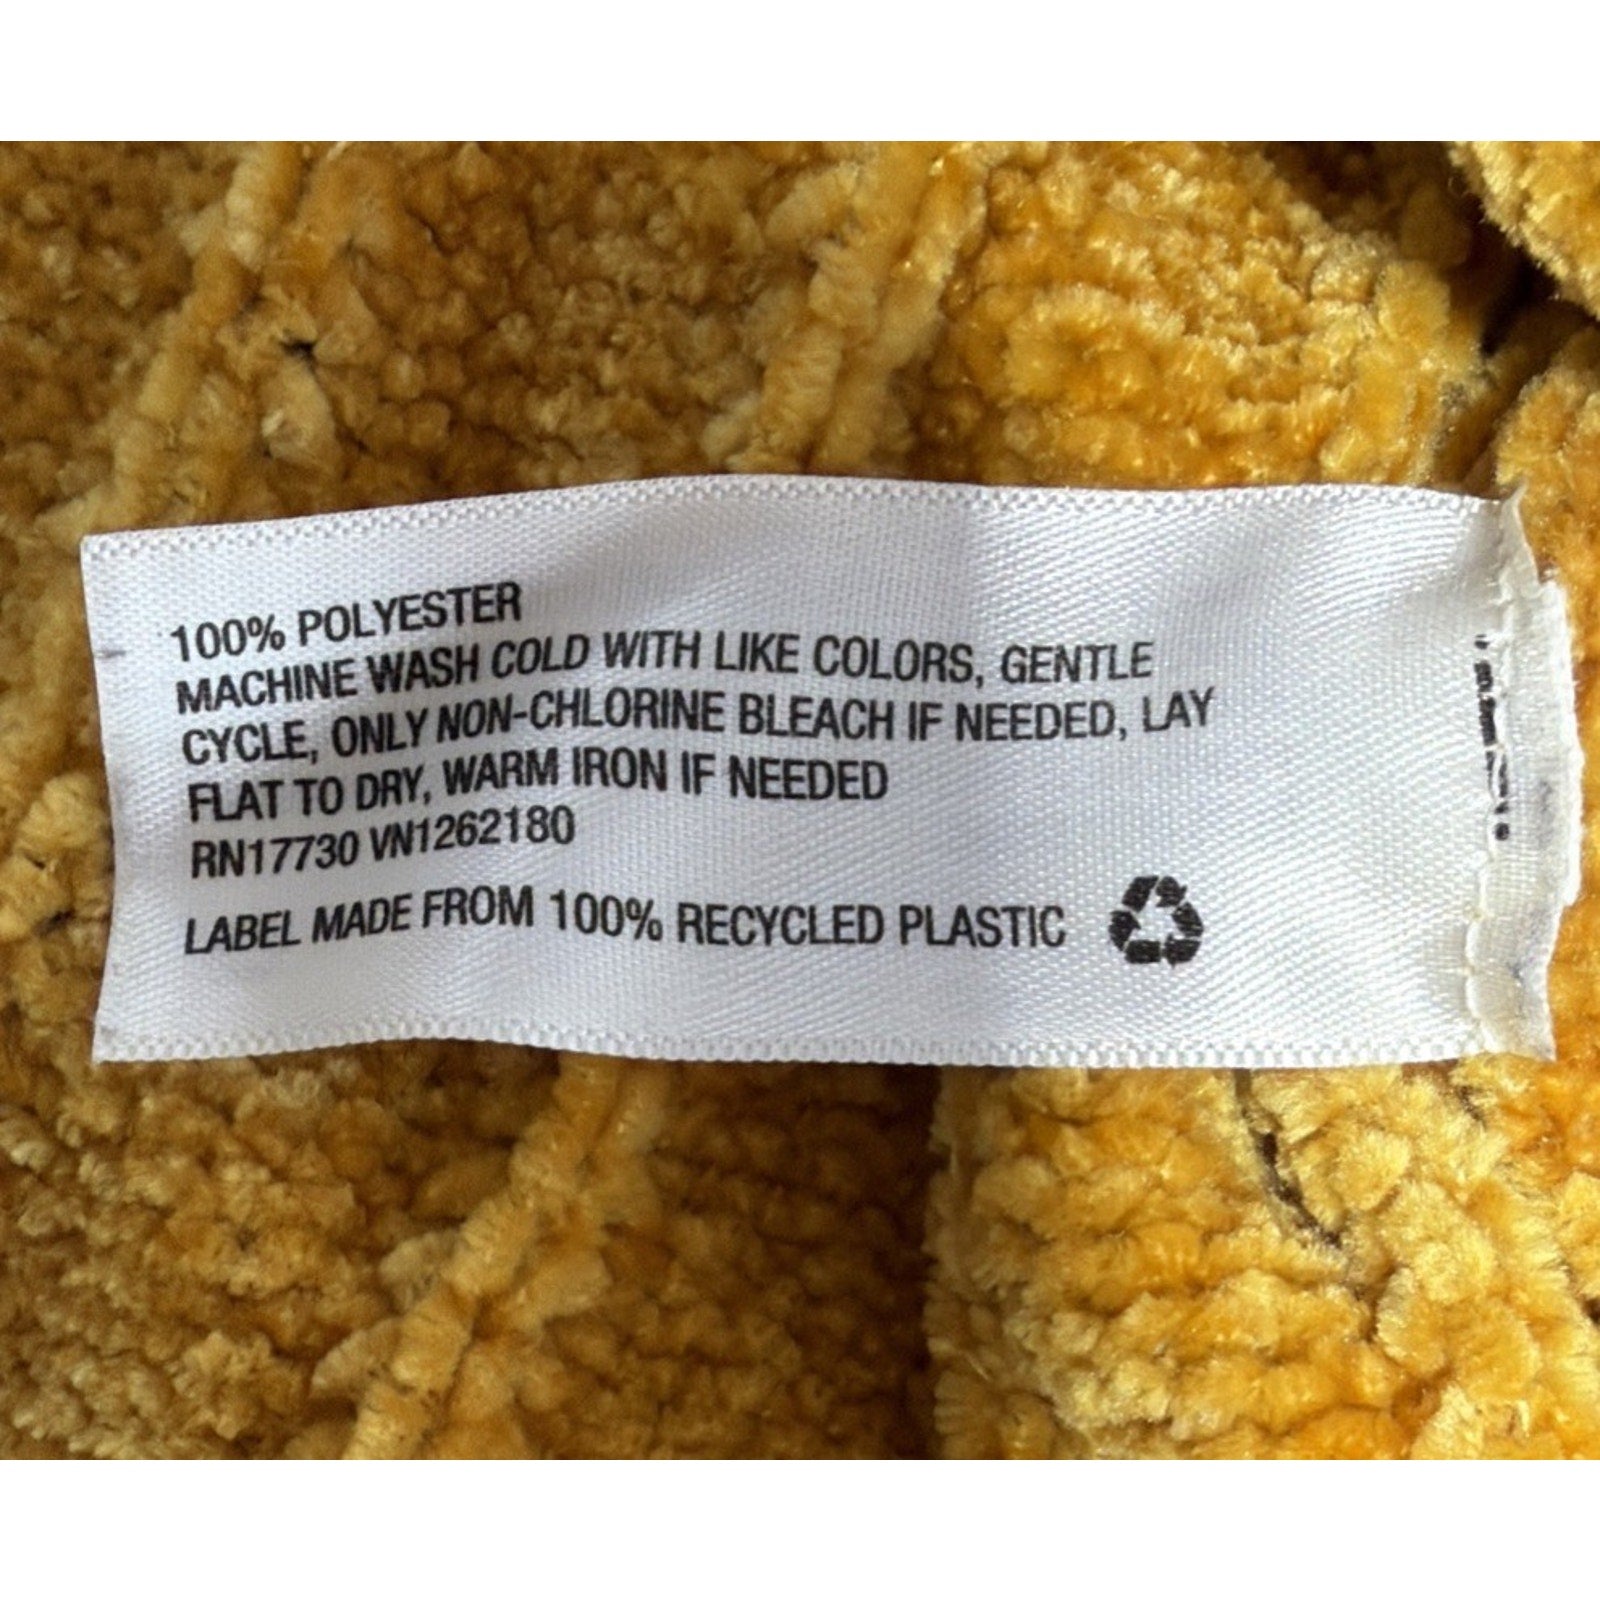 100% POLYESTER
MACHINE WASH COLD WITH LIKE COLORS, GENTLE
CYCLE, ONLY NON-CHLORINE BLEACH IF NEEDED, LAY
FLAT TO DRY, WARM IRON IF NEEDED
RN17730 VN1262180
LABEL MADE FROM 100% RECYCLED PLASTIC